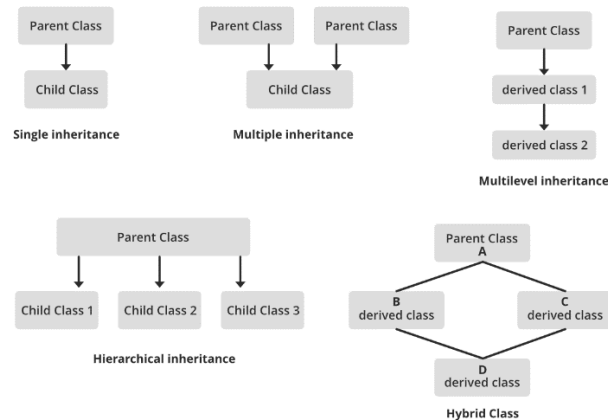 Parent Class
Child Class
Single inheritance
Parent Class
Parent Class
Child Class
Multiple inheritance
Parent Class
derived class 1
derived class 2
Multilevel inheritance
Parent Class
Child Class 1
Child Class 2
Child Class 3
Hierarchical inheritance
Parent Class
A
B
derived class
C
derived class
D
derived class
Hybrid Class